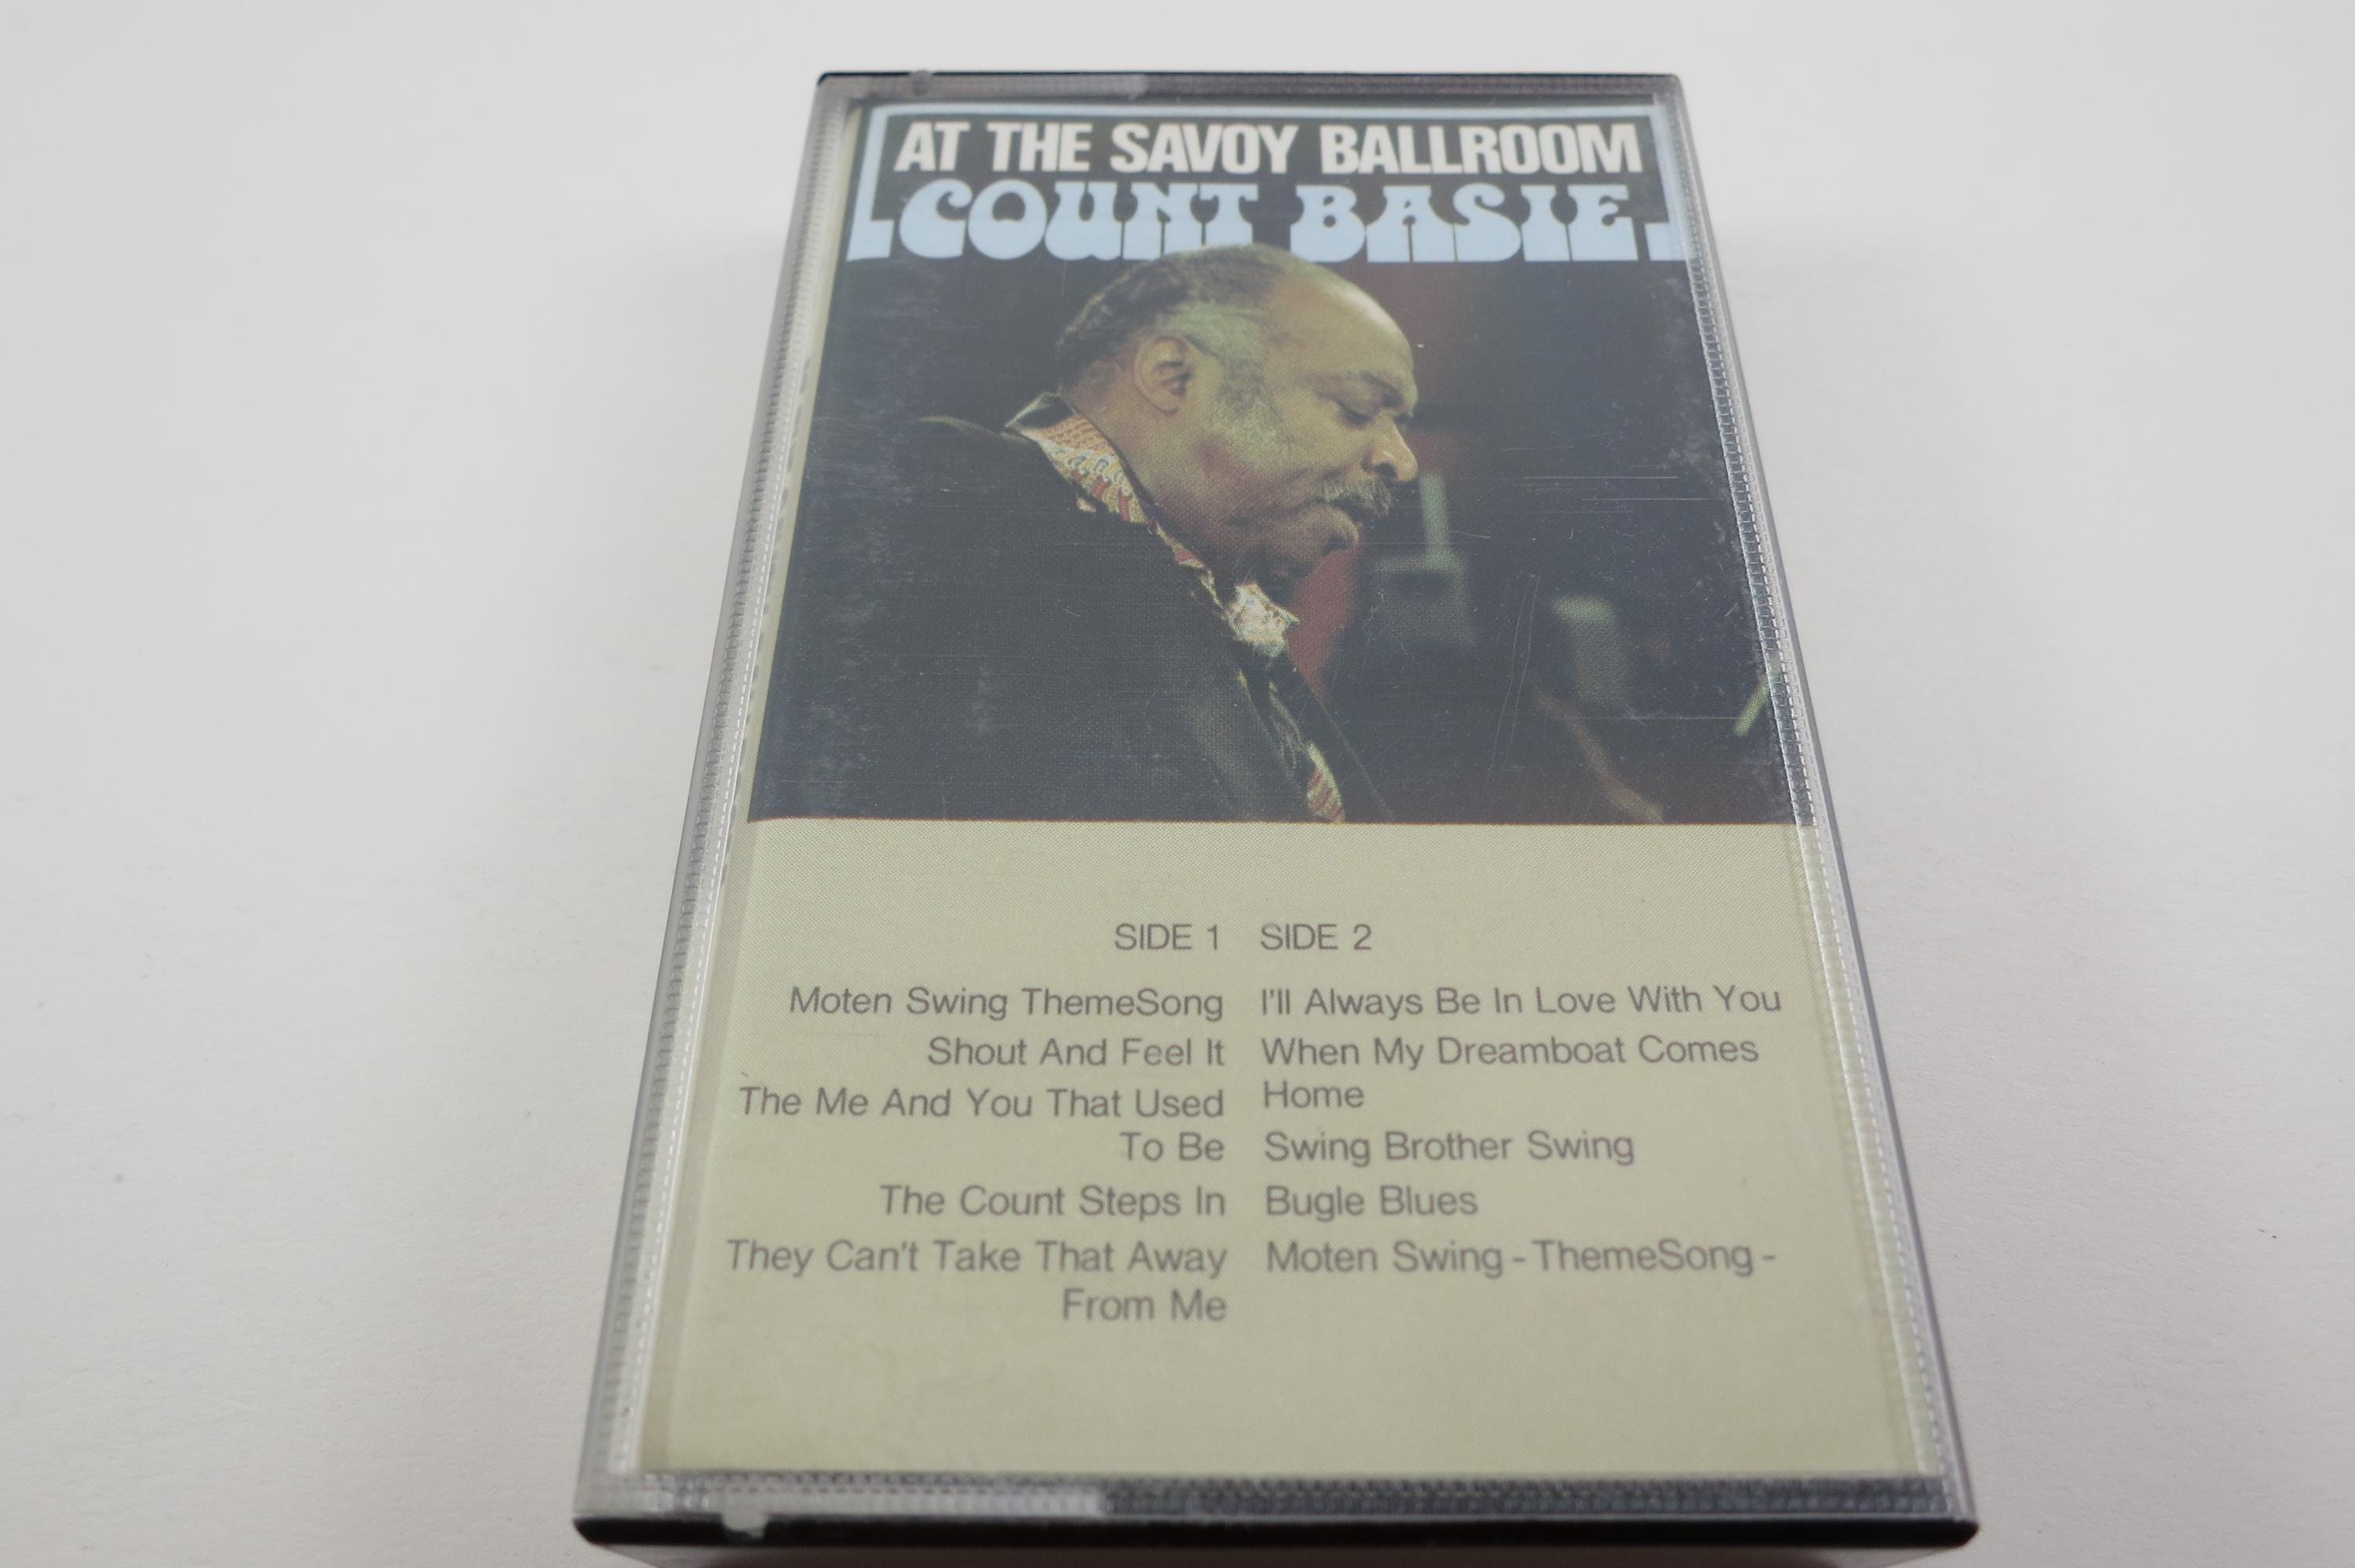 AT THE SAVOY BALLROOM
COUNT BASIE
SIDE 1
Moten Swing ThemeSong
Shout And Feel It
The Me And You That Used
To Be
The Count Steps In
They Can't Take That Away
From Me
SIDE 2
I'll Always Be In Love With You
When My Dreamboat Comes
Home
Swing Brother Swing
Bugle Blues
Moten Swing - ThemeSong -